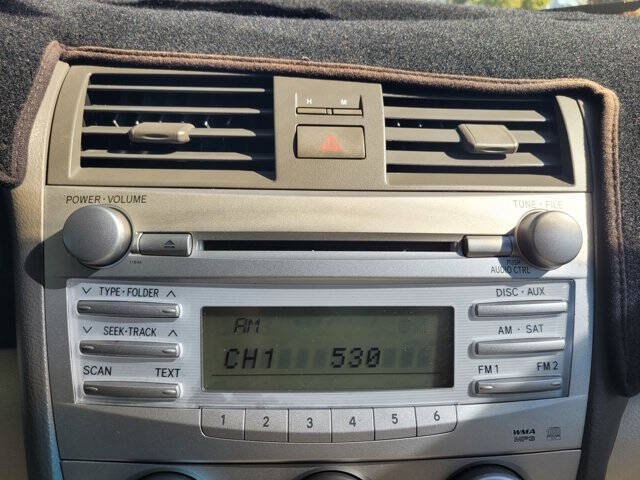 H M
POWER・VOLUME
TUNE・FILE
PUSH
AUDIO CTRL
∨ TYPE・FOLDER ∧
DISC・AUX
∨ SEEK・TRACK ∧
AM・SAT
SCAN TEXT
FM1 FM2
AM
CH1 530
1 2 3 4 5 6
WMA
MP3